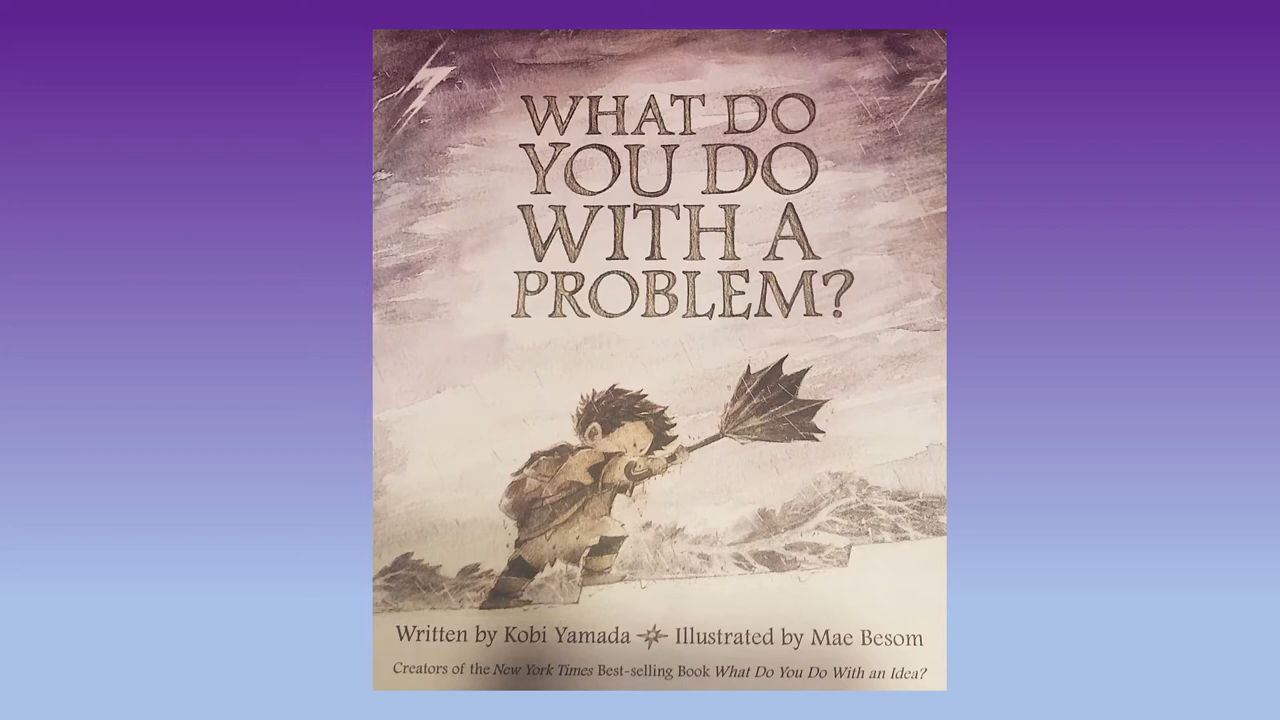 WHAT DO
YOU DO
WITH A
PROBLEM?
Written by Kobi Yamada Illustrated by Mae Besom
Creators of the New York Times Best-selling Book What Do You Do With an Idea?